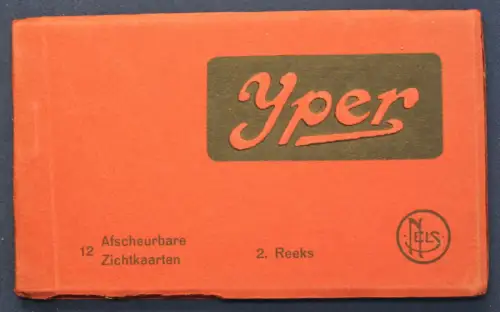 Yper
12 Afscheurbare
Zichtkaarten
2. Reeks
NELS